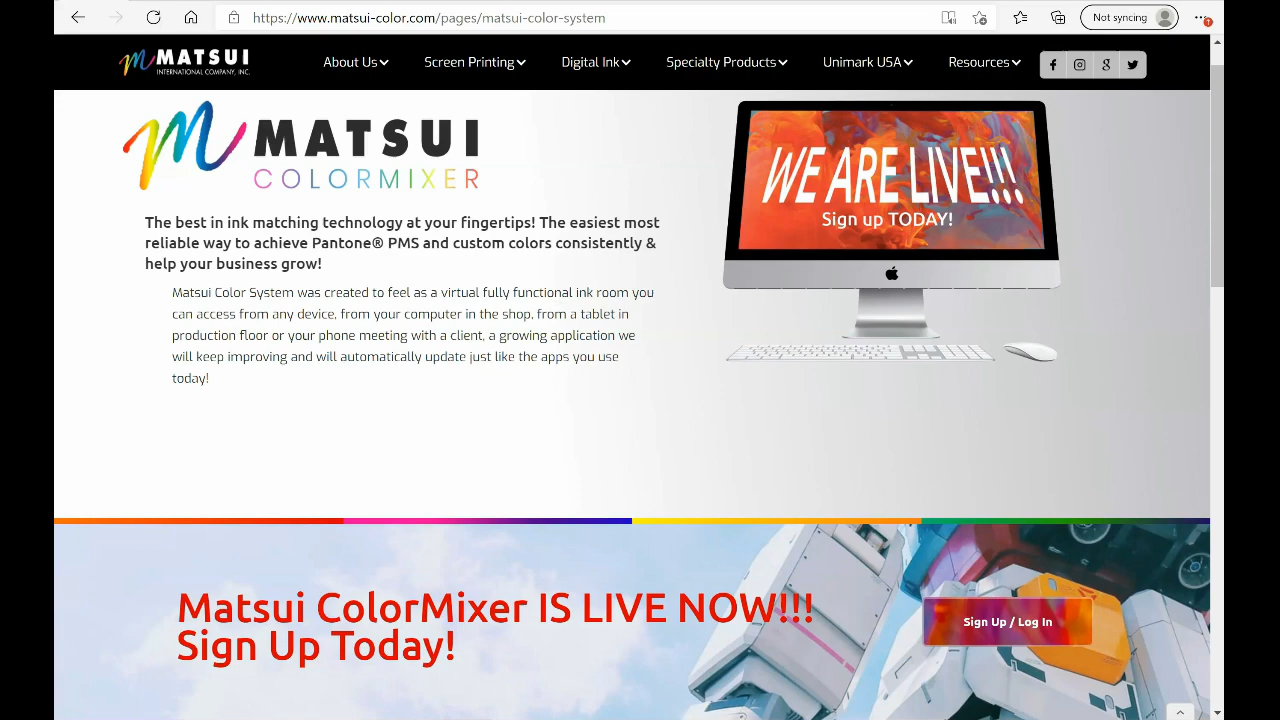 https://www.matsui-color.com/pages/matsui-color-system
Not syncing
1
MATSUI
INTERNATIONAL COMPANY, INC.
About Us
Screen Printing
Digital Ink
Specialty Products
Unimark USA
Resources
MATSUI
COLORMIXER
WE ARE LIVE!!!
Sign up TODAY!
The best in ink matching technology at your fingertips! The easiest most
reliable way to achieve Pantone® PMS and custom colors consistently &
help your business grow!
Matsui Color System was created to feel as a virtual fully functional ink room you
can access from any device, from your computer in the shop, from a tablet in
production floor or your phone meeting with a client, a growing application we
will keep improving and will automatically update just like the apps you use
today!
Matsui ColorMixer IS LIVE NOW!!!
Sign Up Today!
Sign Up / Log In